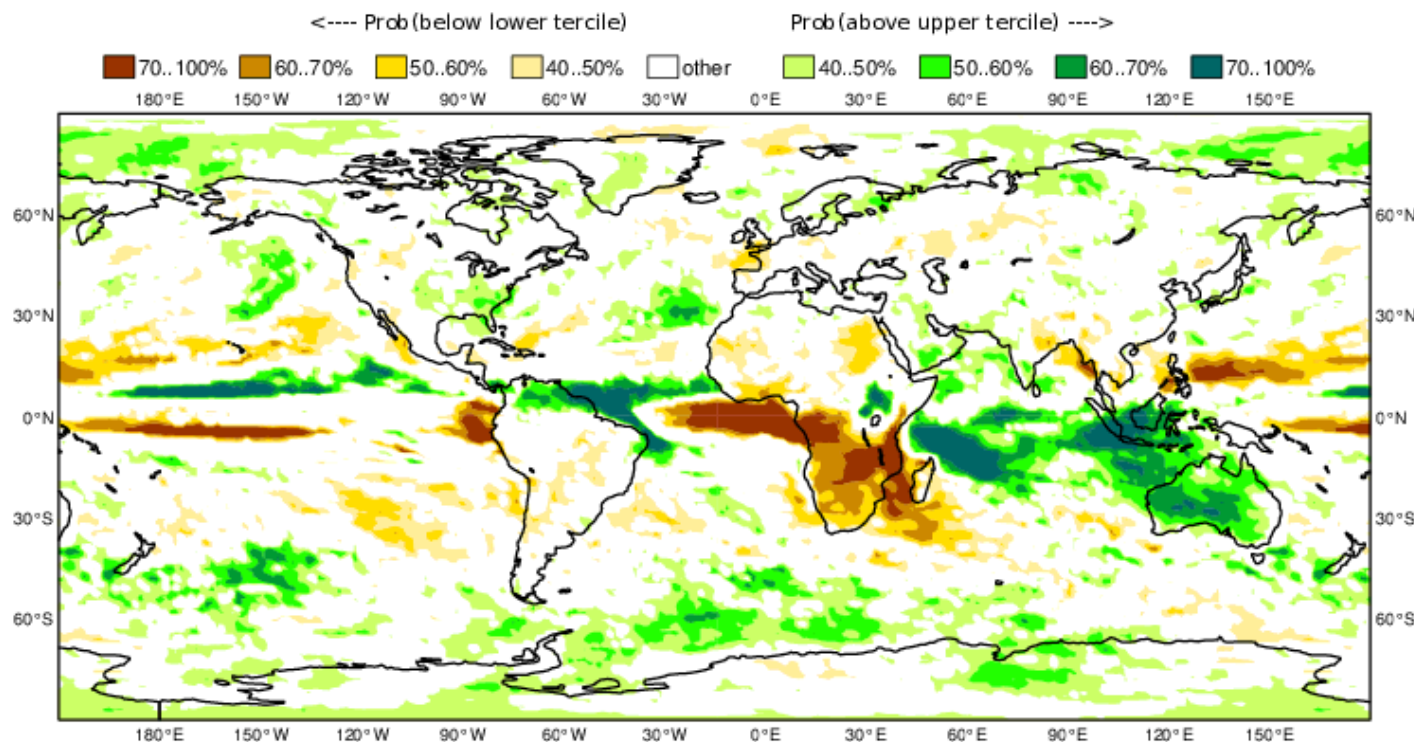 <---- Prob(below lower tercile) Prob(above upper tercile) ---->
70..100% 60..70% 50..60% 40..50% other 40..50% 50..60% 60..70% 70..100%
180°E 150°W 120°W 90°W 60°W 30°W 0°E 30°E 60°E 90°E 120°E 150°E
60°N 60°N
30°N 30°N
0°N 0°N
30°S 30°S
60°S 60°S
180°E 150°W 120°W 90°W 60°W 30°W 0°E 30°E 60°E 90°E 120°E 150°E